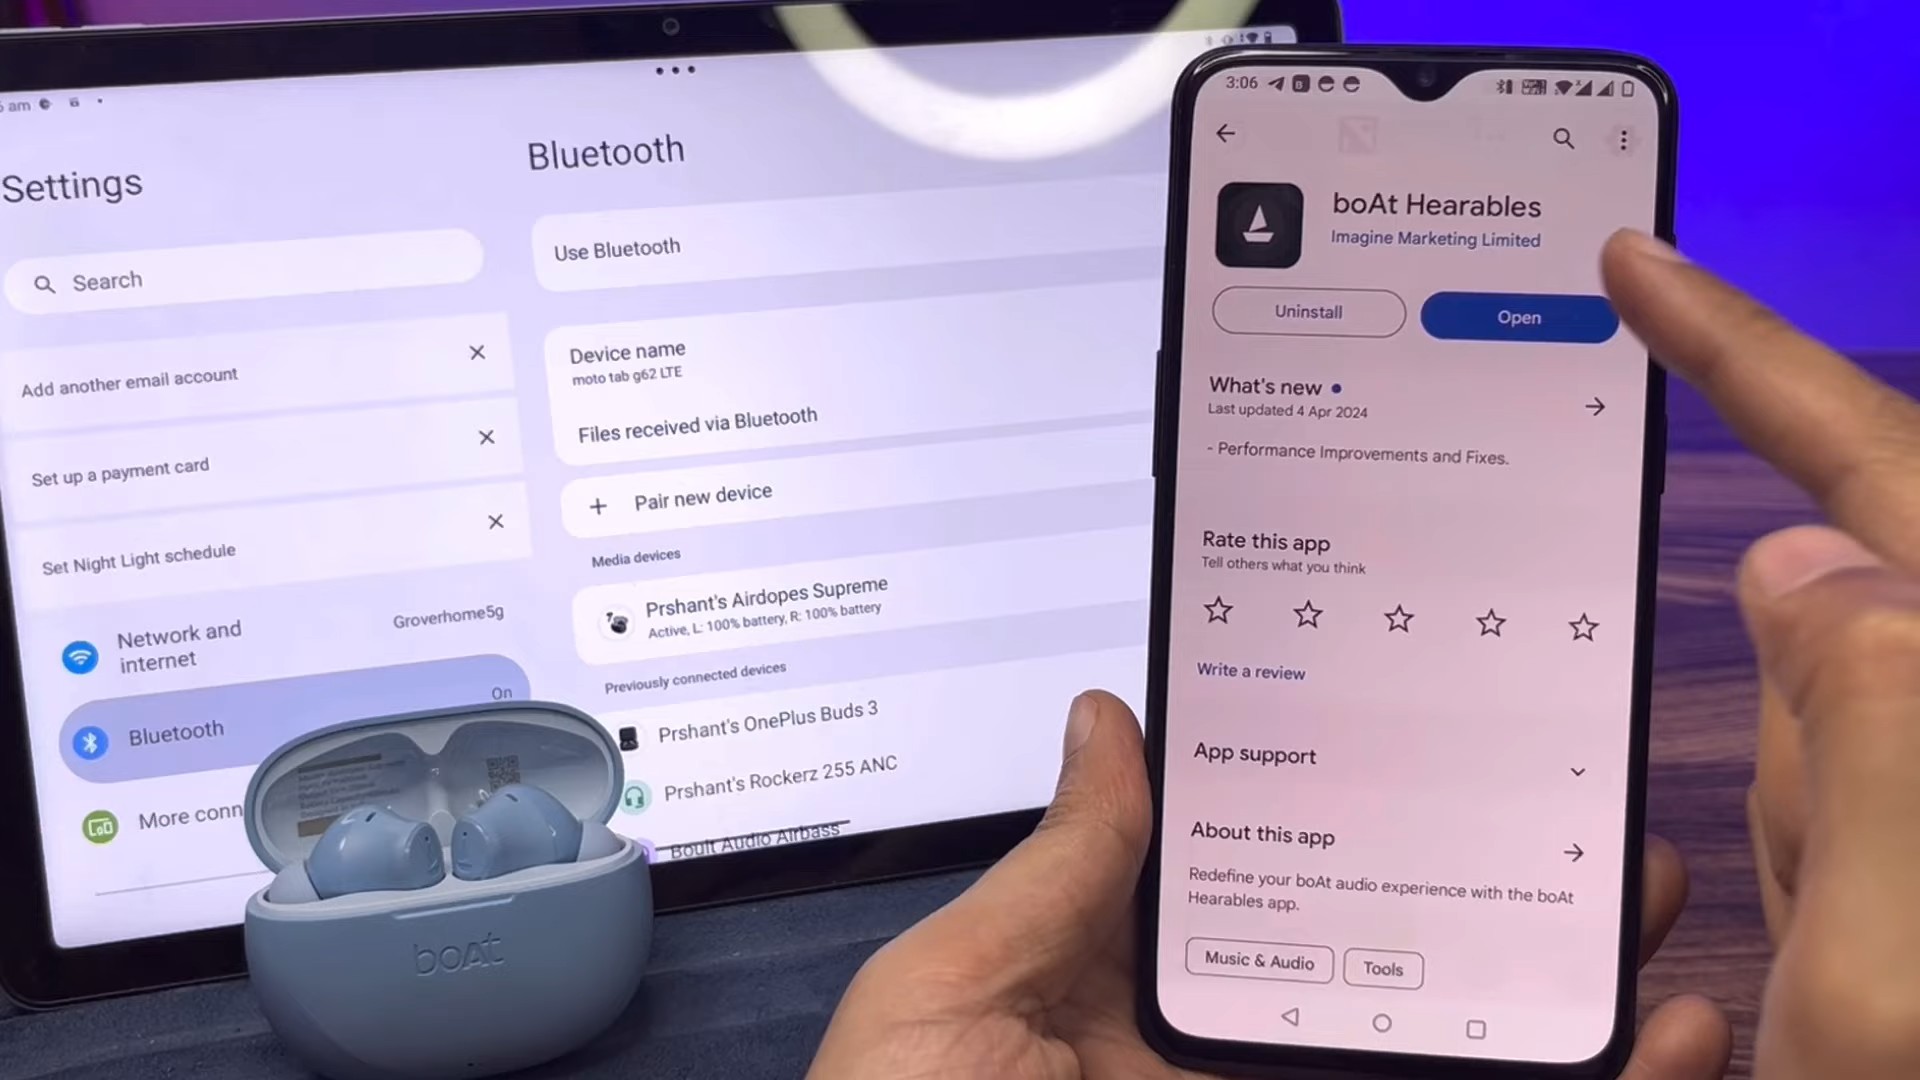 am
Settings
Search
Add another email account
Set up a payment card
Set Night Light schedule
Network and
internet
Groverhome5g
On
Bluetooth
More conn
Bluetooth
Use Bluetooth
Device name
moto tab g62 LTE
Files received via Bluetooth
+ Pair new device
Media devices
Prshant's Airdopes Supreme
Active, L: 100% battery, R: 100% battery
Previously connected devices
Prshant's OnePlus Buds 3
Prshant's Rockerz 255 ANC
Boult Audio Airbass
boAt
3:06
boAt Hearables
Imagine Marketing Limited
Uninstall
Open
What's new
Last updated 4 Apr 2024
- Performance Improvements and Fixes.
Rate this app
Tell others what you think
Write a review
App support
About this app
Redefine your boAt audio experience with the boAt
Hearables app.
Music & Audio
Tools